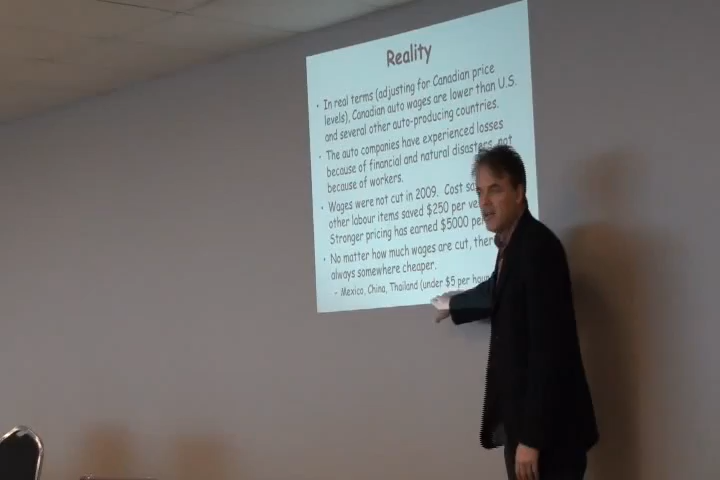 Reality
• In real terms (adjusting for Canadian price
levels), Canadian auto wages are lower than U.S.
and several other auto-producing countries.
• The auto companies have experienced losses
because of financial and natural disasters, not
because of workers.
• Wages were not cut in 2009. Cost
other labour items saved $250 per
Stronger pricing has earned $5000
• No matter how much wages are cut,
always somewhere cheaper.
– Mexico, China, Thailand (under $5 per hour